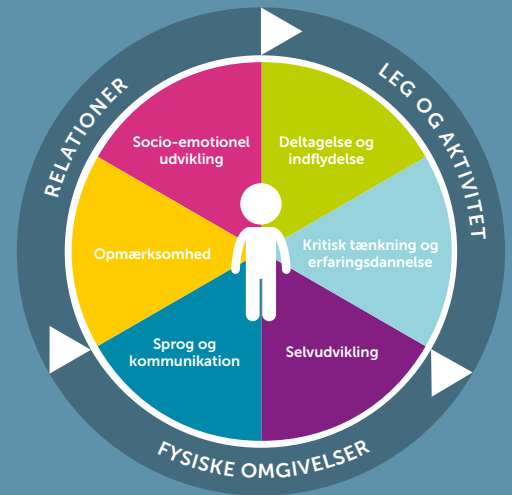 RELATIONER
LEG OG AKTIVITET
Socio-emotionel
udvikling
Deltagelse og
indflydelse
Opmærksomhed
Kritisk tænkning og
erfaringsdannelse
Sprog og
kommunikation
Selvudvikling
FYSISKE OMGIVELSER